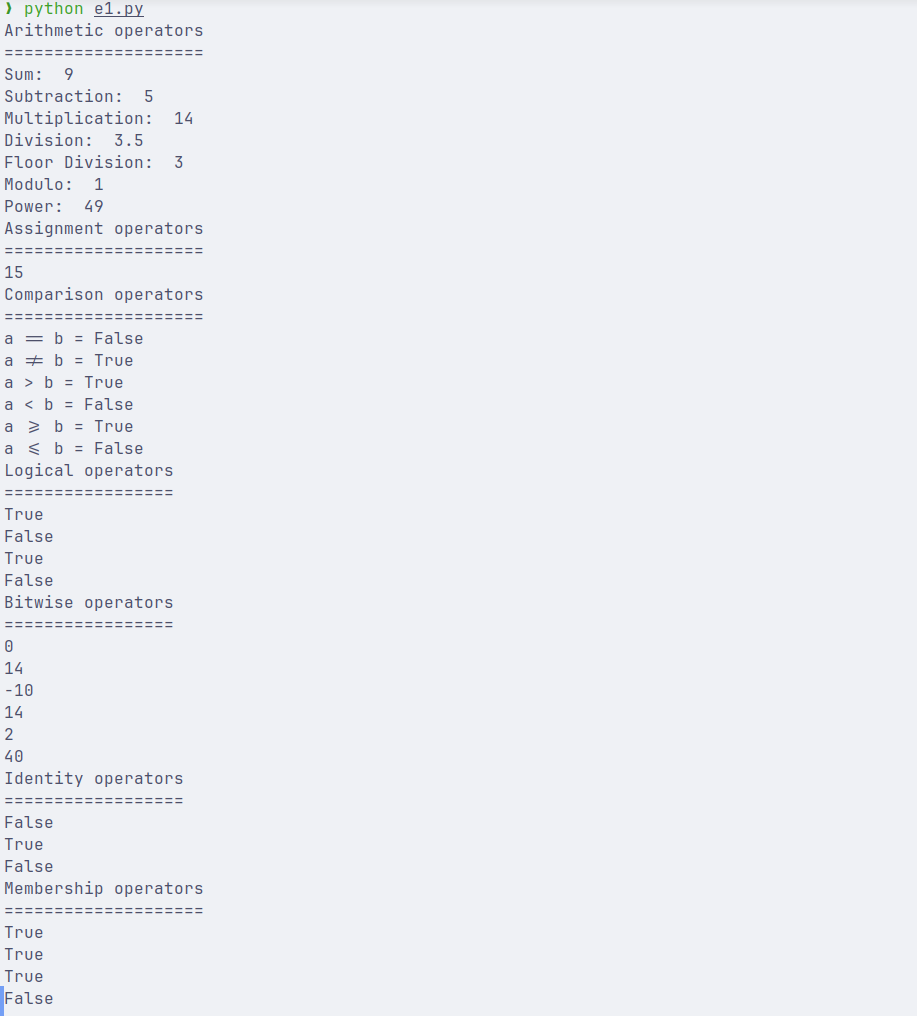 ❯ python e1.py
Arithmetic operators
====================
Sum:  9
Subtraction:  5
Multiplication:  14
Division:  3.5
Floor Division:  3
Modulo:  1
Power:  49
Assignment operators
====================
15
Comparison operators
====================
a == b = False
a != b = True
a > b = True
a < b = False
a >= b = True
a <= b = False
Logical operators
=================
True
False
True
False
Bitwise operators
=================
0
14
-10
14
2
40
Identity operators
==================
False
True
False
Membership operators
====================
True
True
True
False